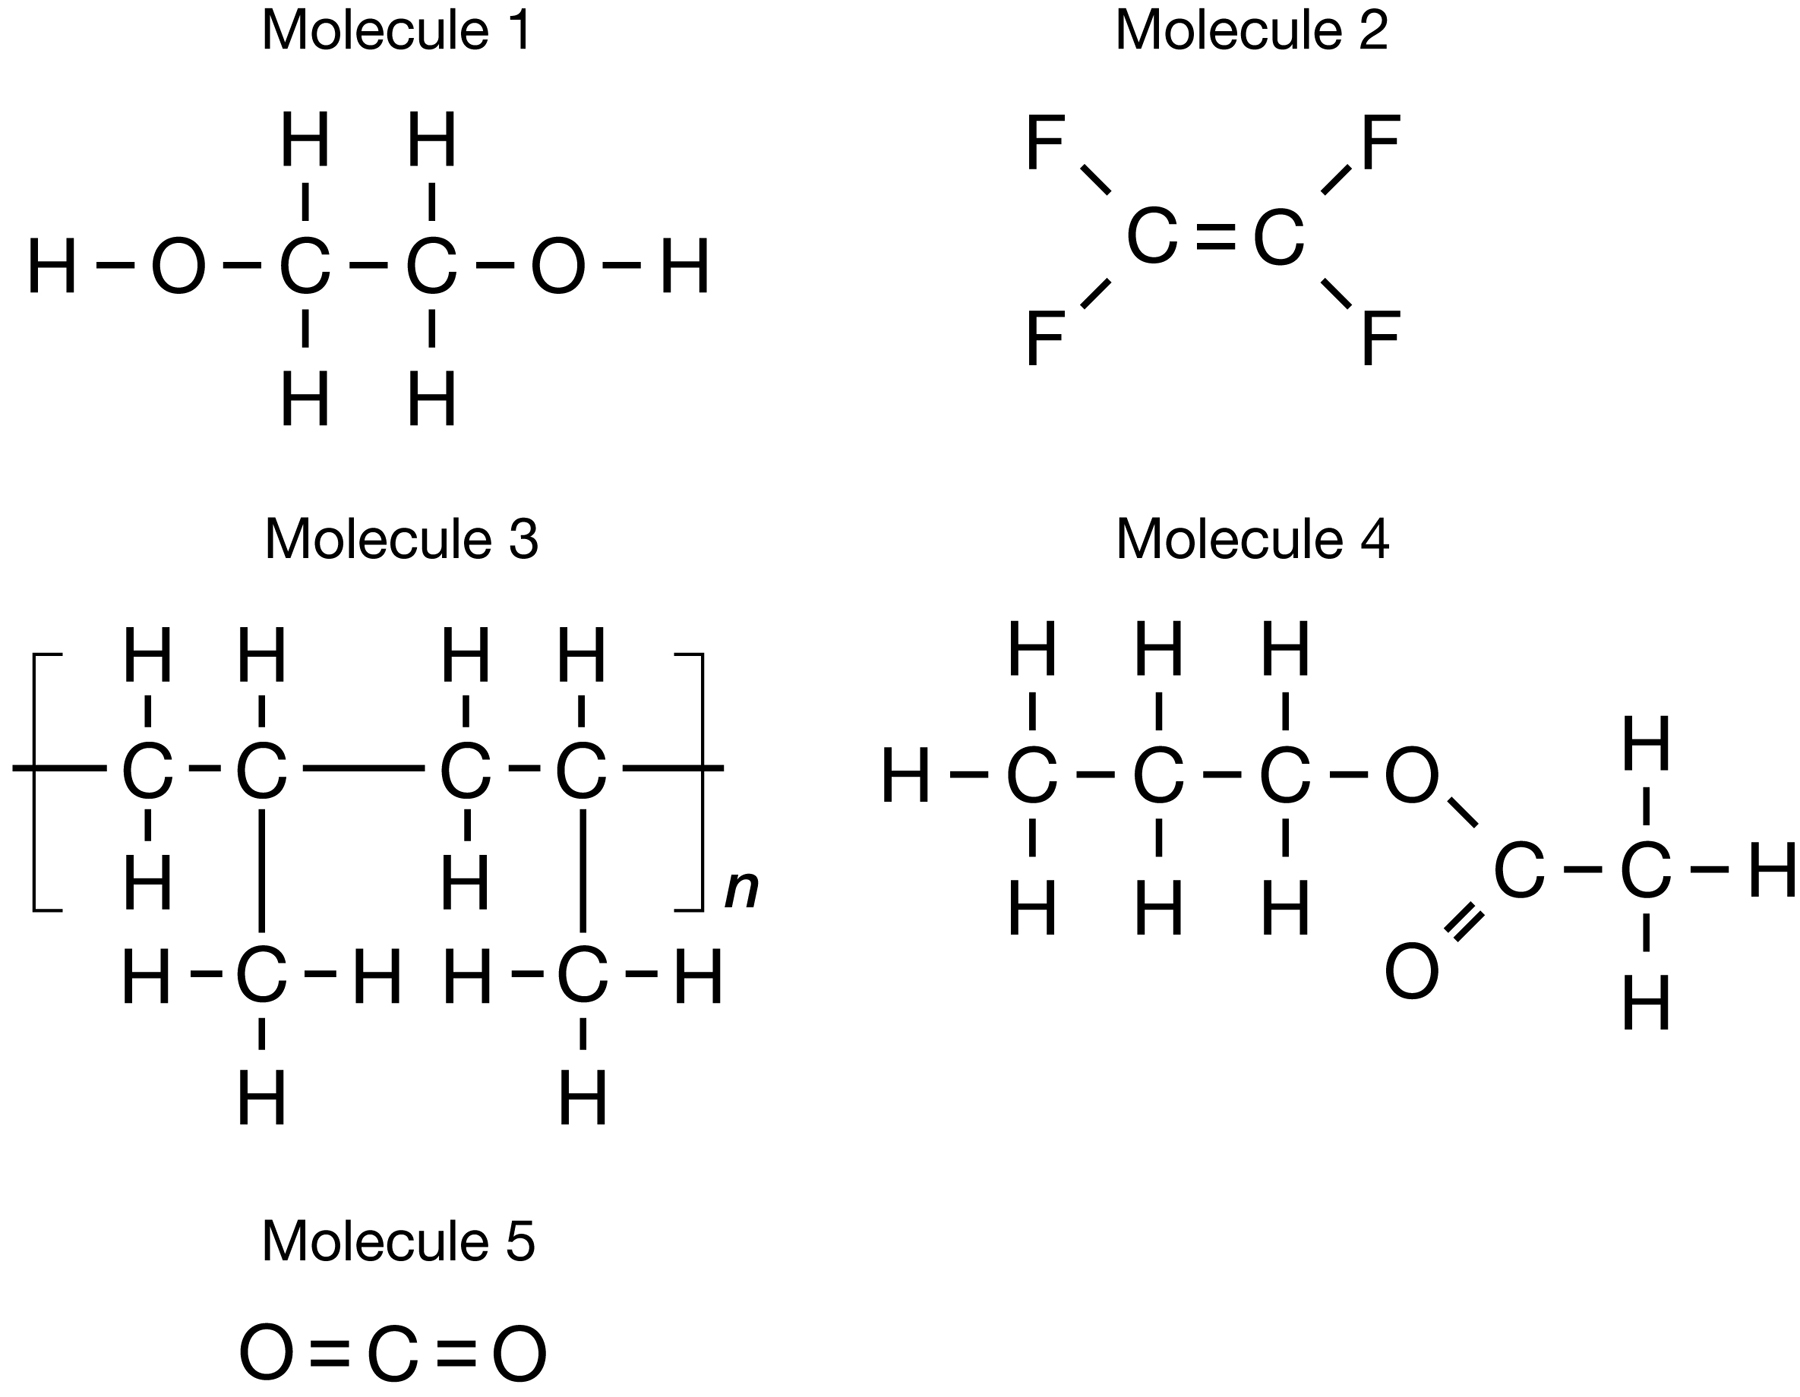 Molecule 1
H H
H – O – C – C – O – H
H H
Molecule 2
F F
C = C
F F
Molecule 3
H H H H
C – C — C – C
H H n
H – C – H H – C – H
H H
Molecule 4
H H H
H – C – C – C – O H
C – C – H
H H H
O H
Molecule 5
O = C = O